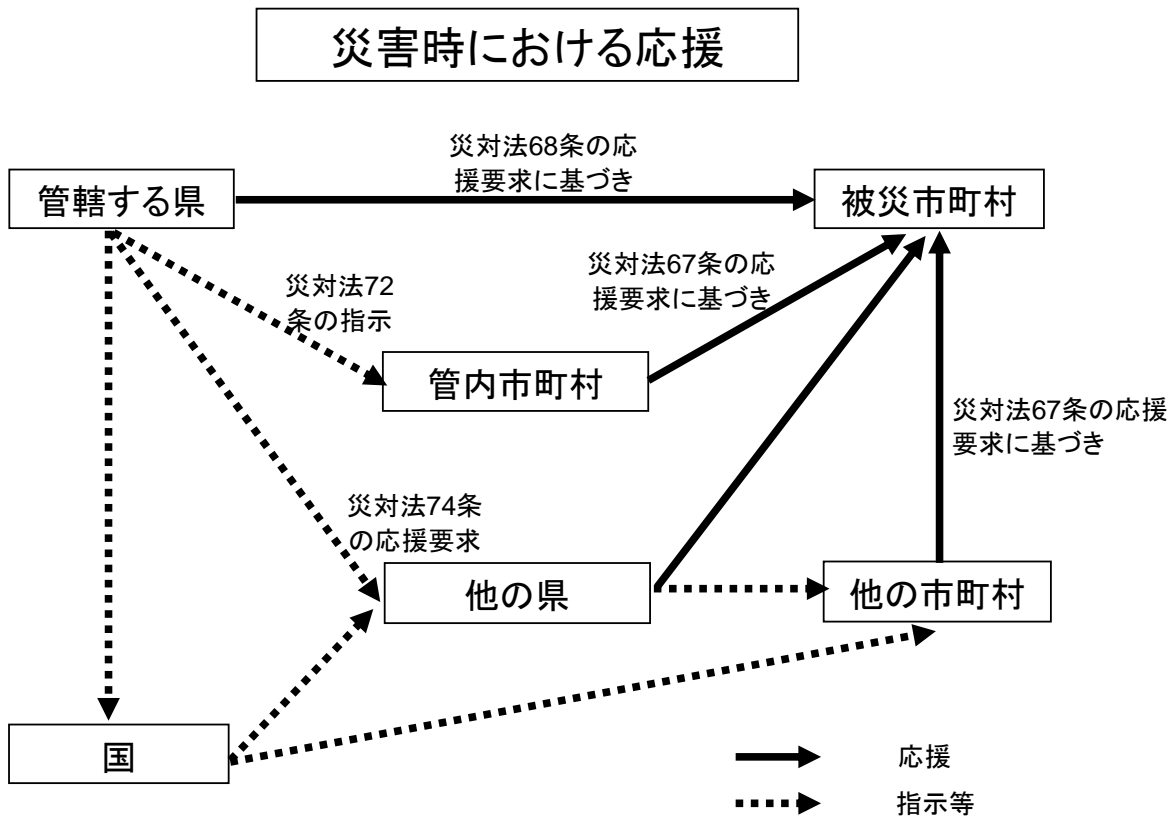 災害時における応援
災対法68条の応
援要求に基づき
管轄する県
被災市町村
災対法67条の応
援要求に基づき
災対法72
条の指示
管内市町村
災対法67条の応援
要求に基づき
災対法74条
の応援要求
他の県
他の市町村
国
応援
指示等